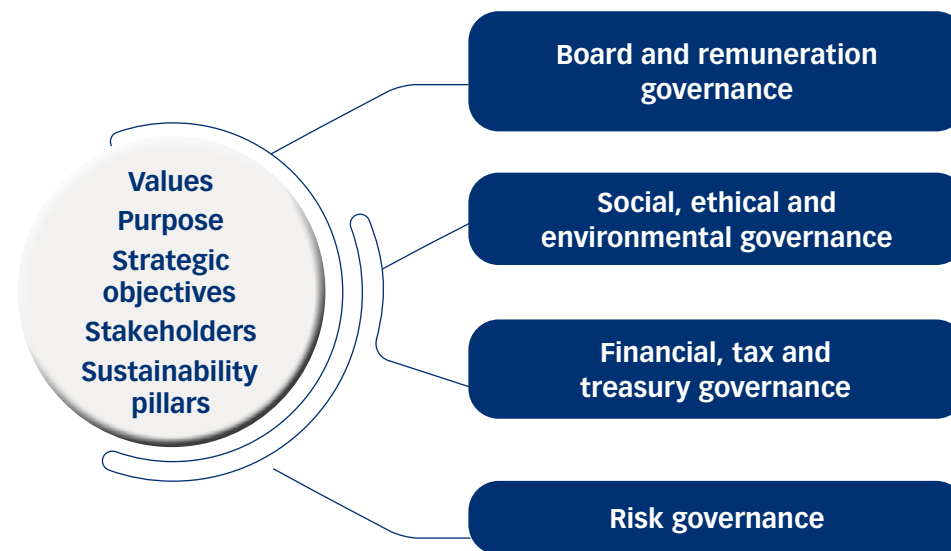 Values
Purpose
Strategic
objectives
Stakeholders
Sustainability
pillars
Board and remuneration
governance
Social, ethical and
environmental governance
Financial, tax and
treasury governance
Risk governance